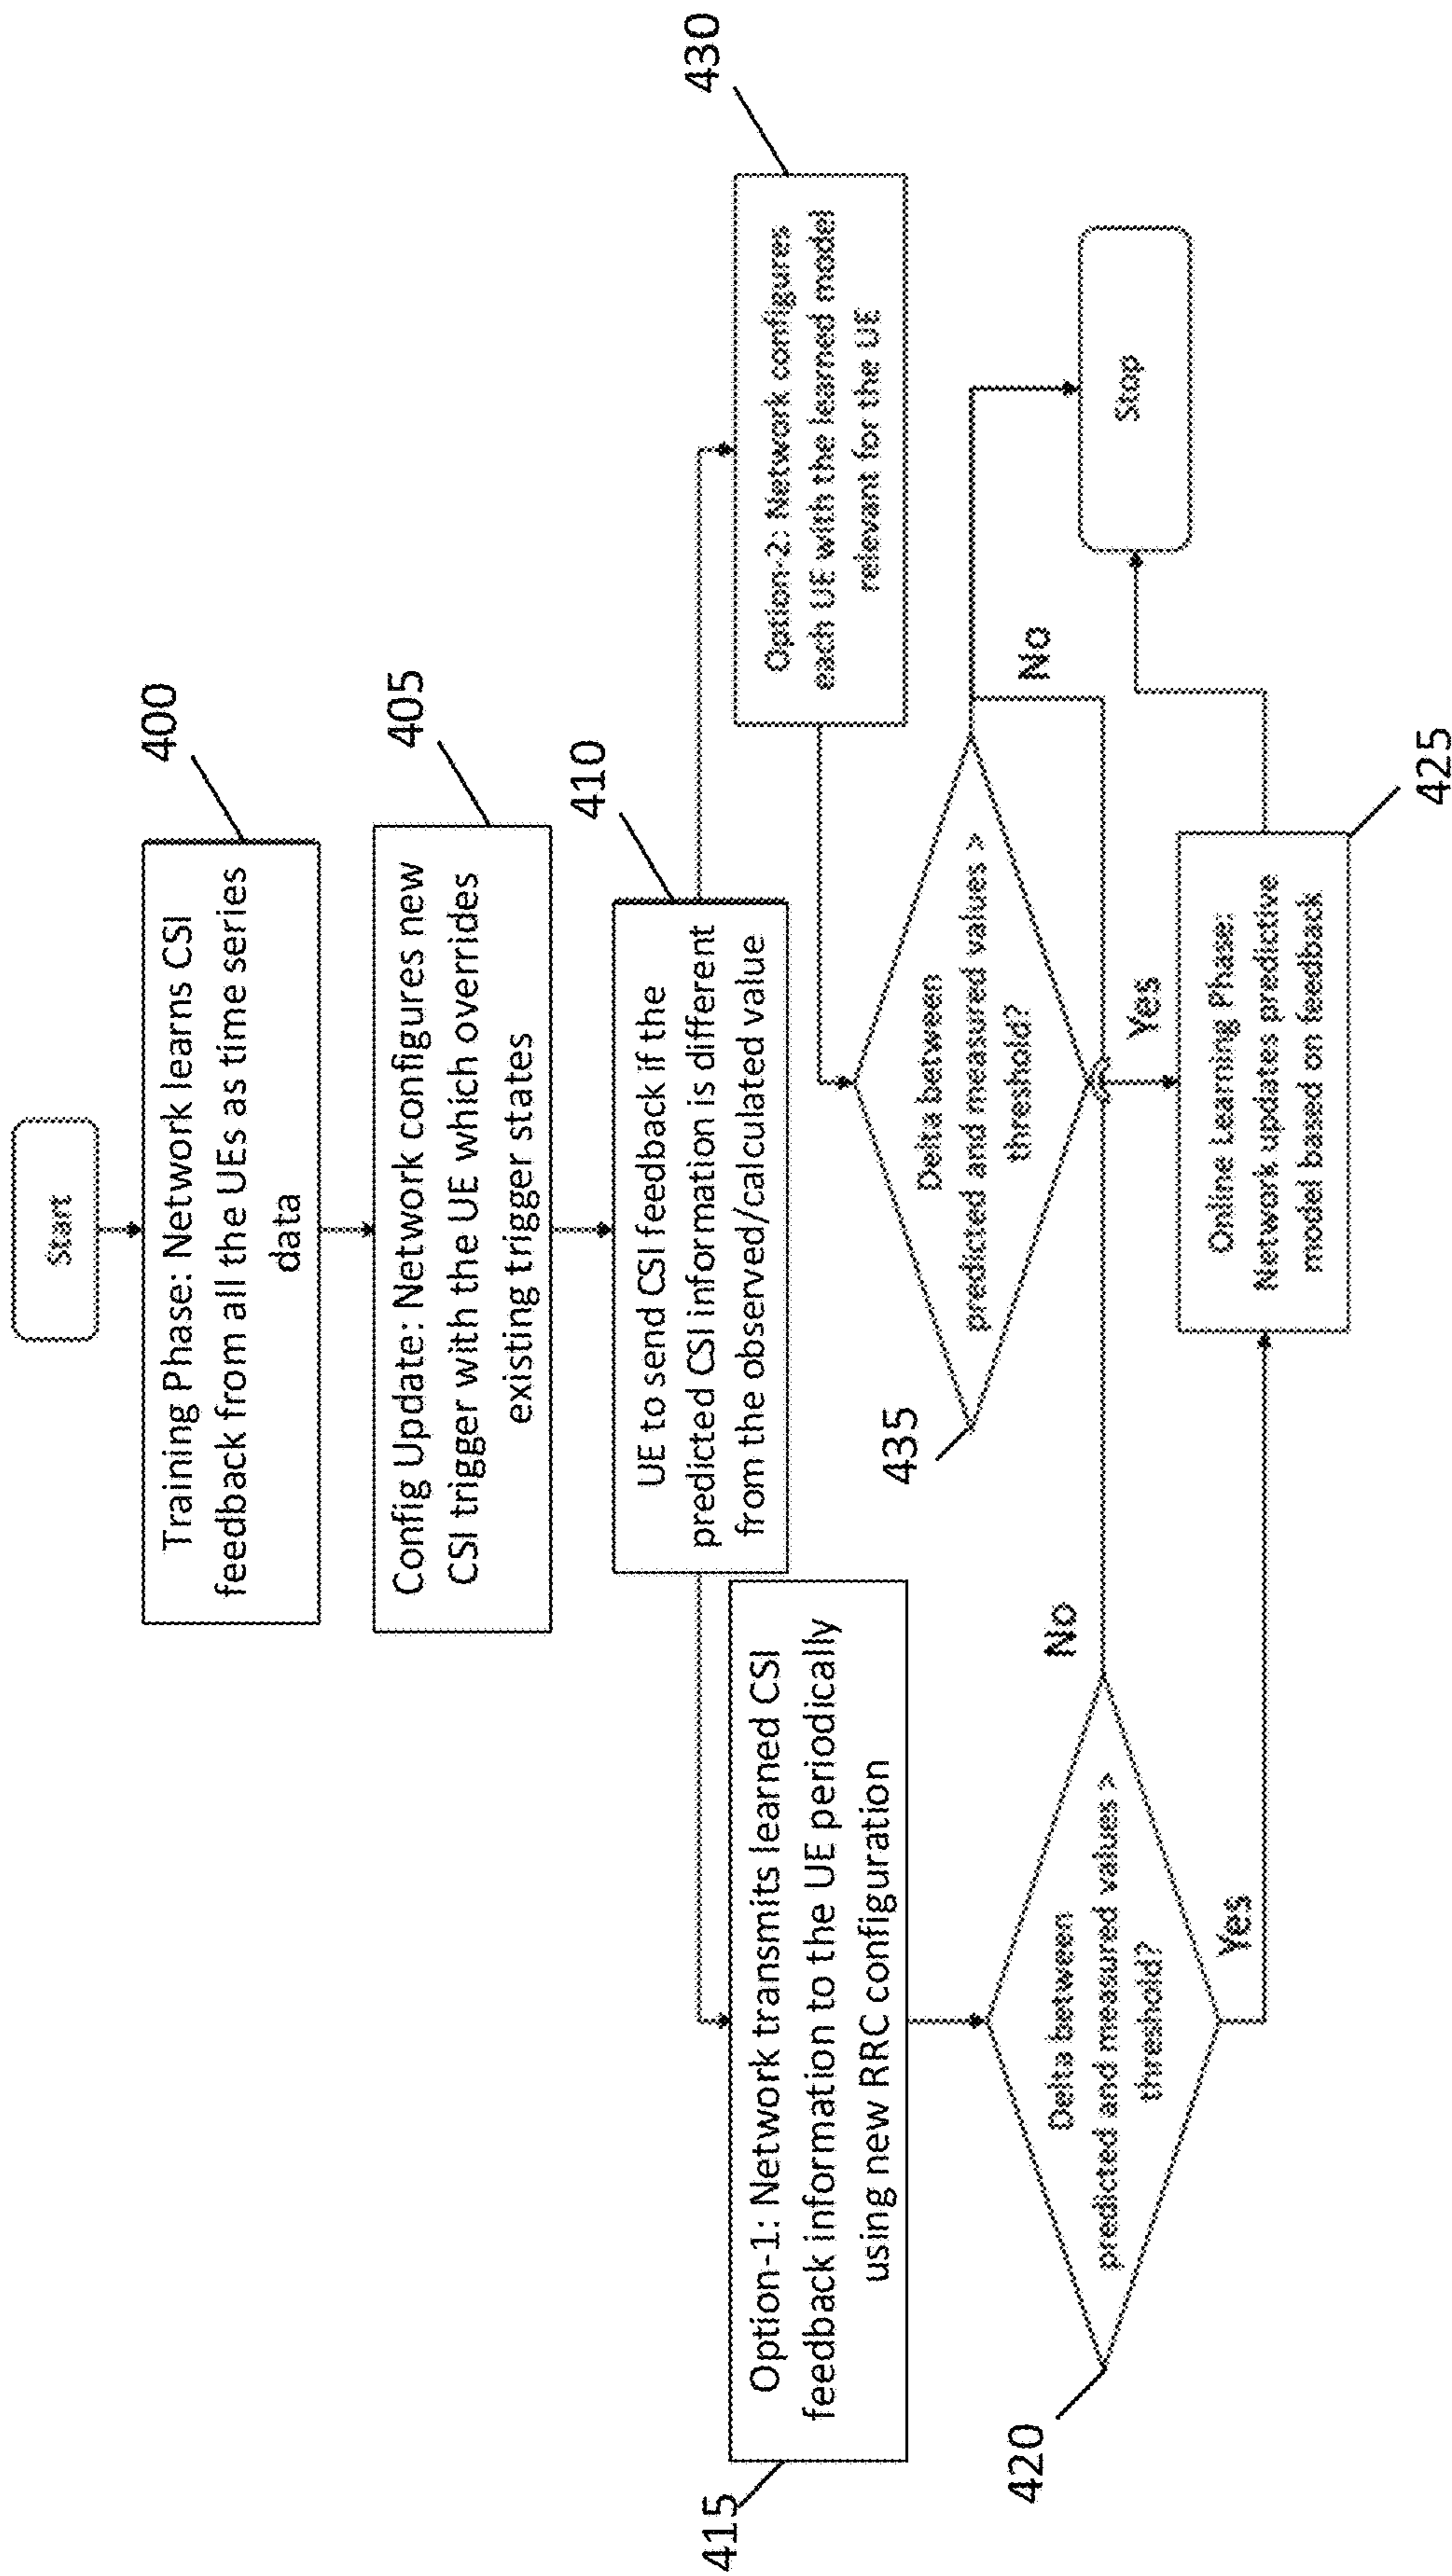 Start
400
Training Phase: Network learns CSI
feedback from all the UEs as time series
data
405
Config Update: Network configures new
CSI trigger with the UE which overrides
existing trigger states
410
UE to send CSI feedback if the
predicted CSI information is different
from the observed/calculated value
415
Option-1: Network transmits learned CSI
feedback information to the UE periodically
using new RRC configuration
430
Option-2: Network configures
each UE with the learned model
relevant for the UE
435
Delta between
predicted and measured values >
threshold?
No
Yes
420
Delta between
predicted and measured values >
threshold?
No
Yes
425
Online Learning Phase:
Network updates predictive
model based on feedback
Stop